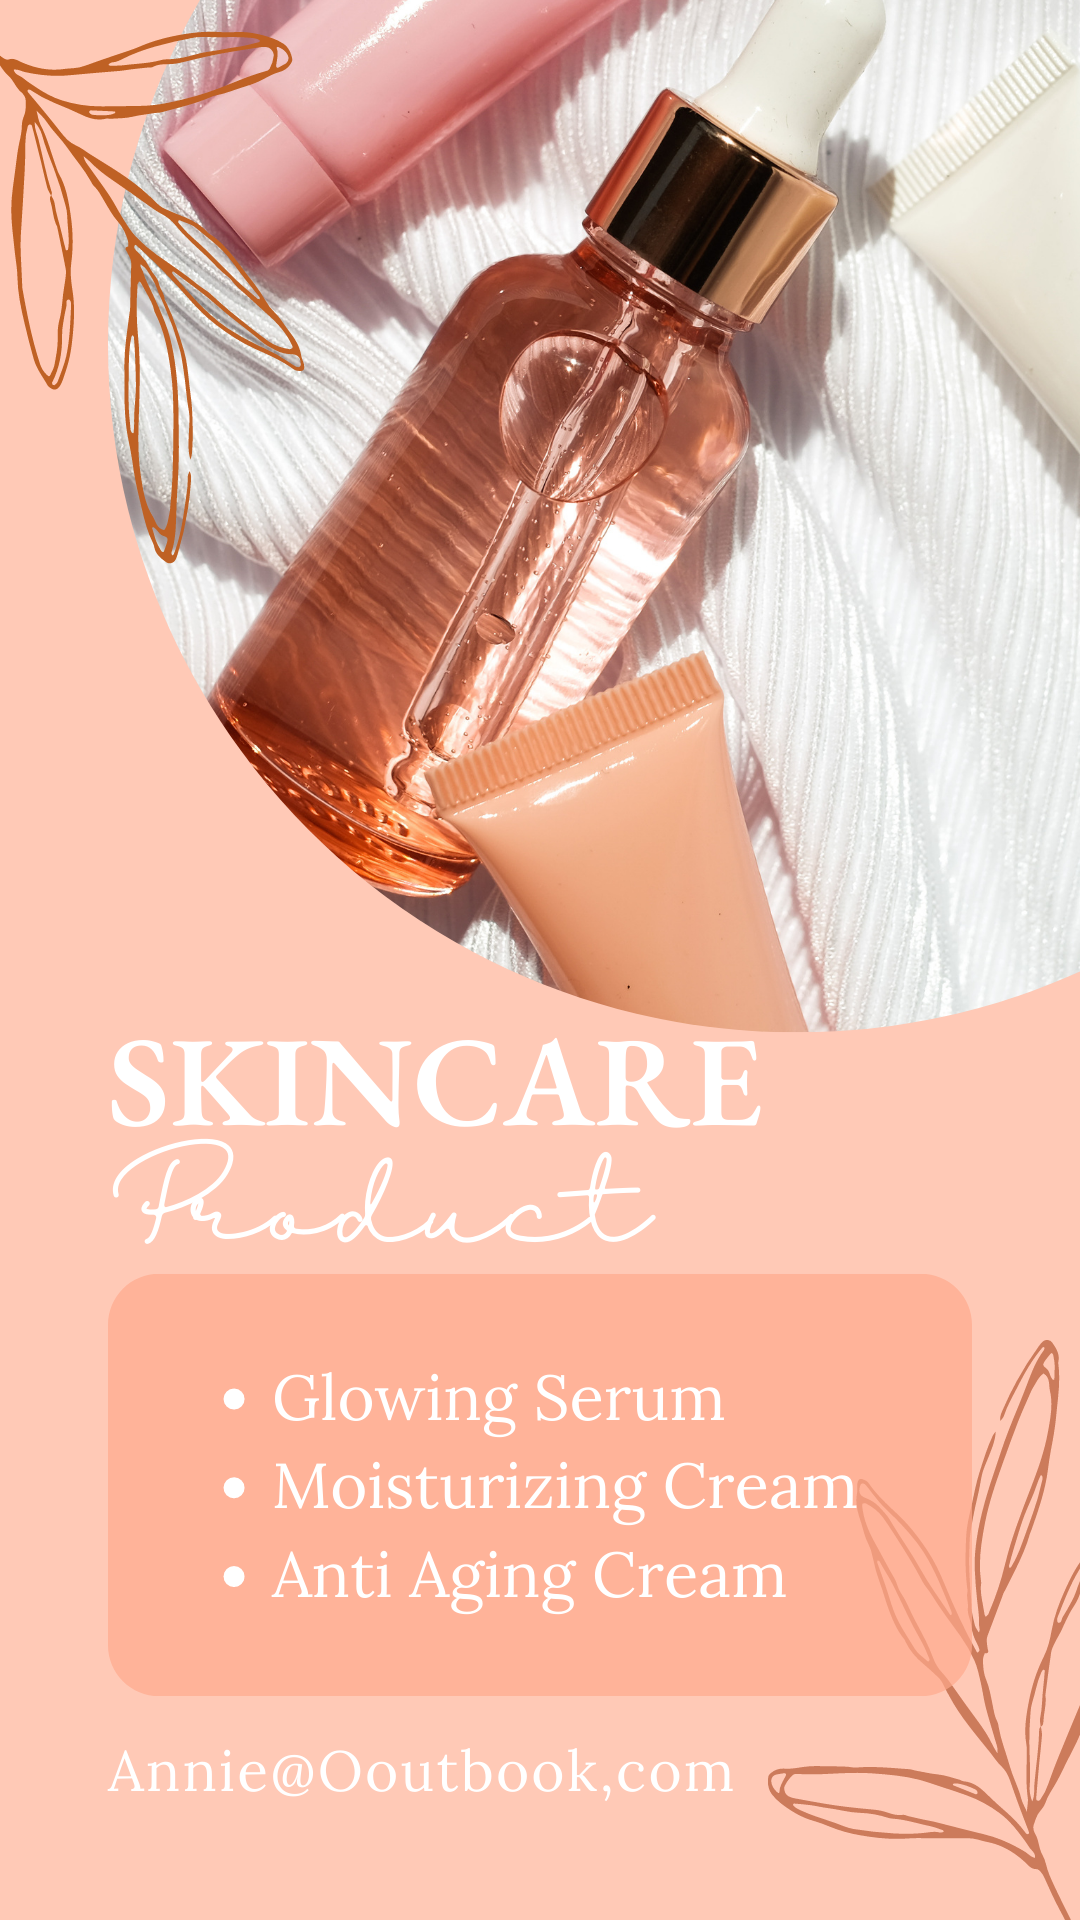 SKINCARE
Product
• Glowing Serum
• Moisturizing Cream
• Anti Aging Cream
Annie@Ooutbook,com